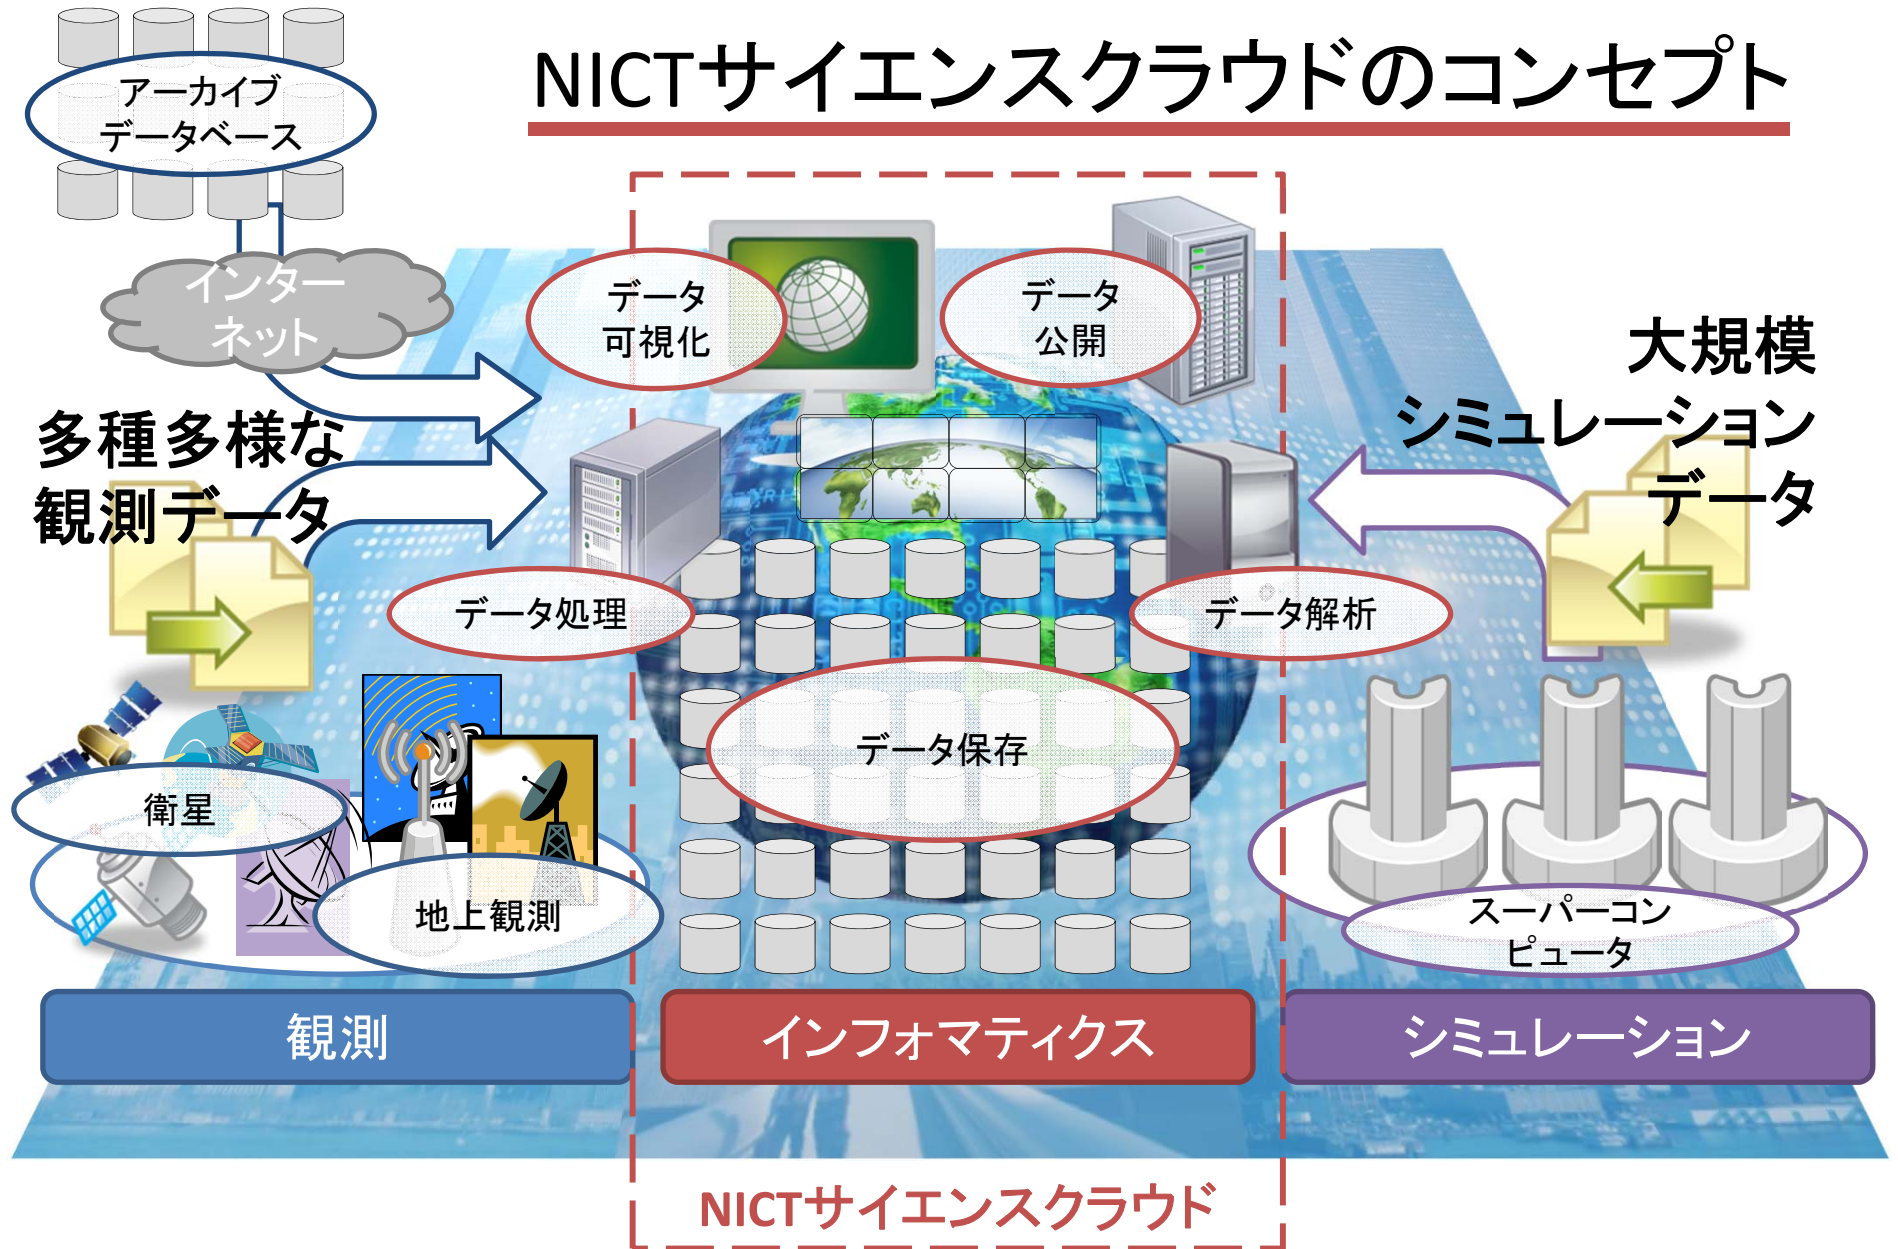 NICTサイエンスクラウドのコンセプト
アーカイブ
データベース
インター
ネット
データ
可視化
データ
公開
多種多様な
観測データ
大規模
シミュレーション
データ
データ処理
データ解析
データ保存
衛星
地上観測
スーパーコン
ピュータ
観測
インフォマティクス
シミュレーション
NICTサイエンスクラウド